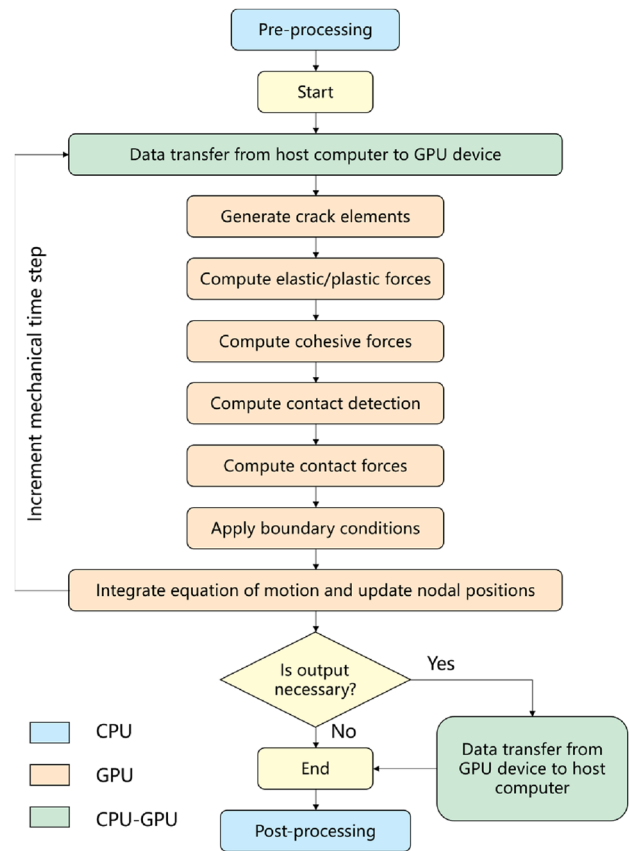 Pre-processing
Start
Data transfer from host computer to GPU device
Generate crack elements
Compute elastic/plastic forces
Compute cohesive forces
Compute contact detection
Compute contact forces
Apply boundary conditions
Integrate equation of motion and update nodal positions
Increment mechanical time step
Is output
necessary?
Yes
No
Data transfer from
GPU device to host
computer
End
Post-processing
CPU
GPU
CPU-GPU